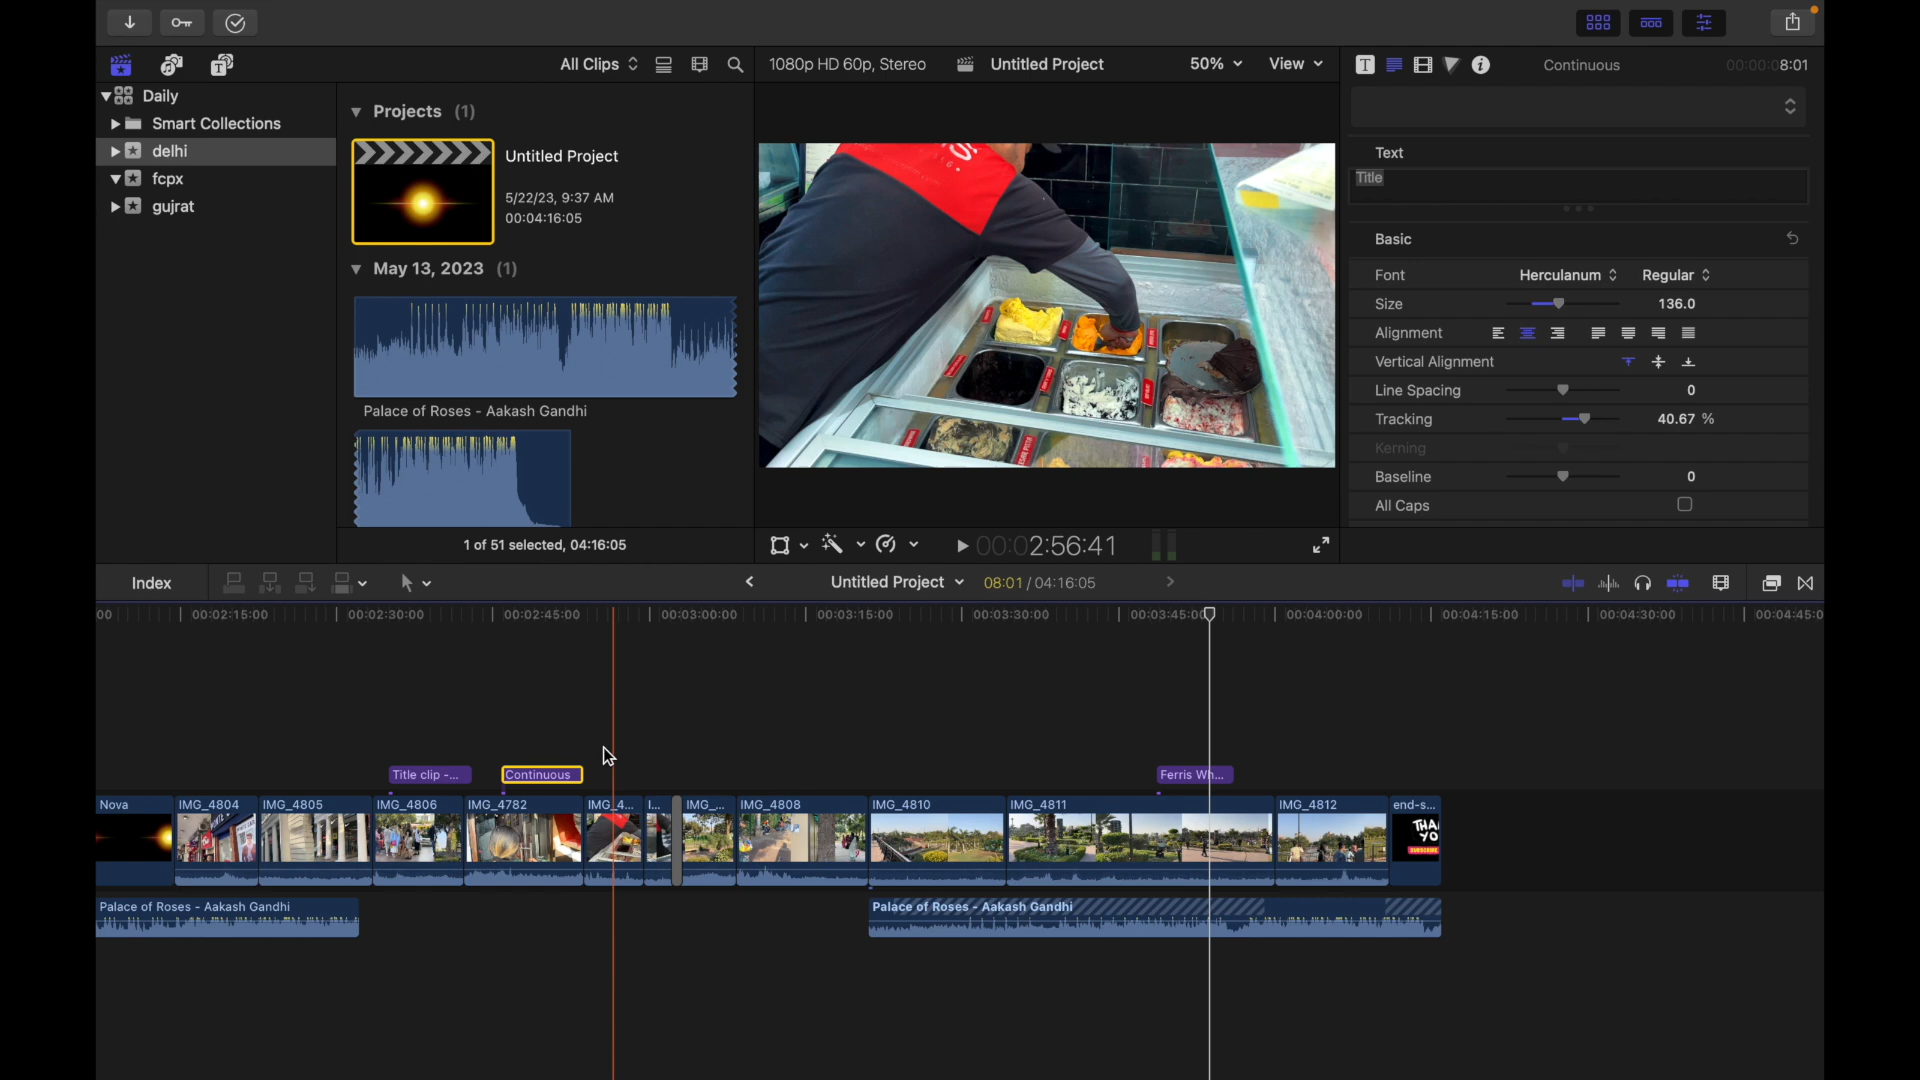 All Clips
1080p HD 60p, Stereo
Untitled Project
50%
View
T
T
Continuous
00:00:08:01
Daily
Smart Collections
delhi
fcpx
gujrat
Projects (1)
Untitled Project
5/22/23, 9:37 AM
00:04:16:05
May 13, 2023 (1)
Palace of Roses - Aakash Gandhi
1 of 51 selected, 04:16:05
00:02:56:41
Text
Title
Basic
Font Herculanum Regular
Size 136.0
Alignment
Vertical Alignment
Line Spacing 0
Tracking 40.67 %
Kerning
Baseline 0
All Caps
Index
Untitled Project
08:01 / 04:16:05
00 00:02:15:00 00:02:30:00 00:02:45:00 00:03:00:00 00:03:15:00 00:03:30:00 00:03:45:00 00:04:00:00 00:04:15:00 00:04:30:00 00:04:45:0
Title clip -... Continuous Ferris Wh...
Nova IMG_4804 IMG_4805 IMG_4806 IMG_4782 IMG_4... I... IMG_... IMG_4808 IMG_4810 IMG_4811 IMG_4812 end-s...
THA
YO
SUBSCRIBE
Palace of Roses - Aakash Gandhi Palace of Roses - Aakash Gandhi